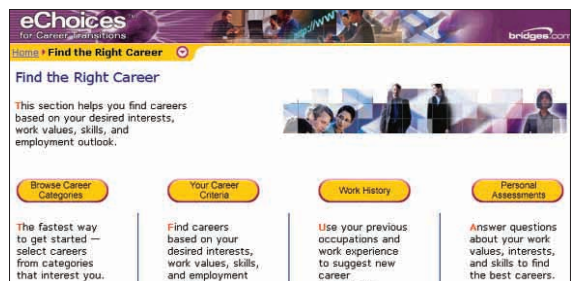 eChoices
for Career Transitions
http://www
bridges.com
Home Find the Right Career
Find the Right Career
This section helps you find careers
based on your desired interests,
work values, skills, and
employment outlook.
Browse Career
Categories
Your Career
Criteria
Work History
Personal
Assessments
The fastest way
to get started —
select careers
from categories
that interest you.
Find careers
based on your
desired interests,
work values, skills,
and employment
Use your previous
occupations and
work experience
to suggest new
career
Answer questions
about your work
values, interests,
and skills to find
the best careers.